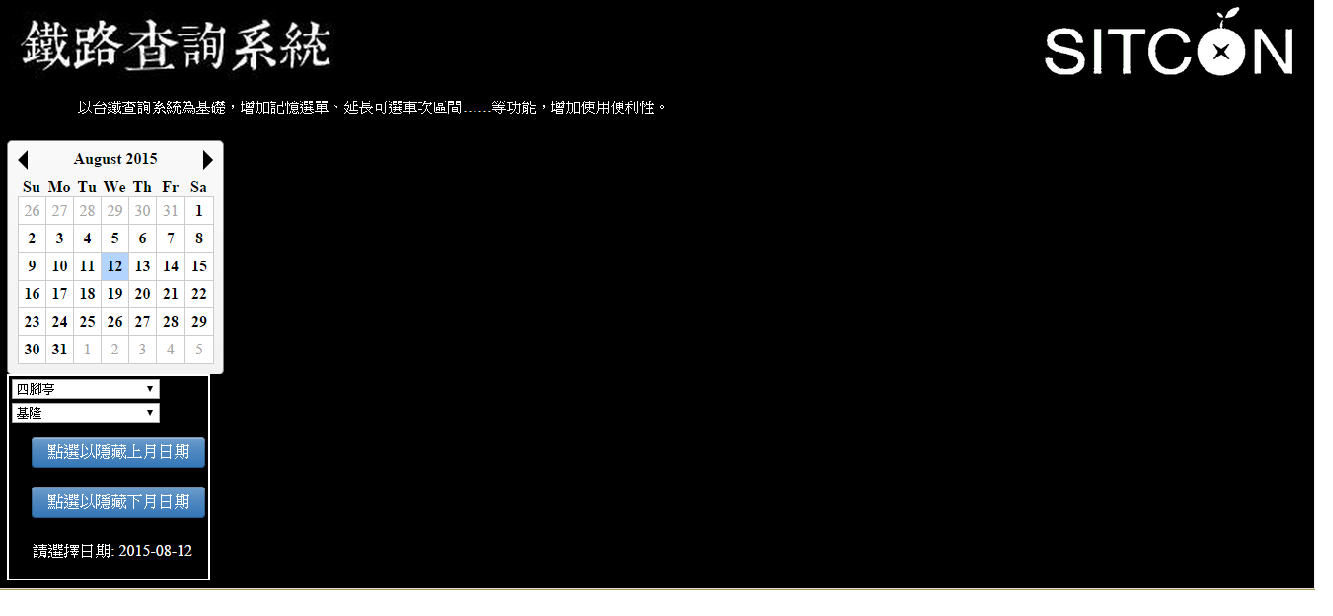 鐵路查詢系統
SITCON
以台鐵查詢系統為基礎，增加記憶選單、延長可選車次區間……等功能，增加使用便利性。
August 2015
Su Mo Tu We Th Fr Sa
26 27 28 29 30 31 1
2 3 4 5 6 7 8
9 10 11 12 13 14 15
16 17 18 19 20 21 22
23 24 25 26 27 28 29
30 31 1 2 3 4 5
四腳亭
基隆
點選以隱藏上月日期
點選以隱藏下月日期
請選擇日期: 2015-08-12